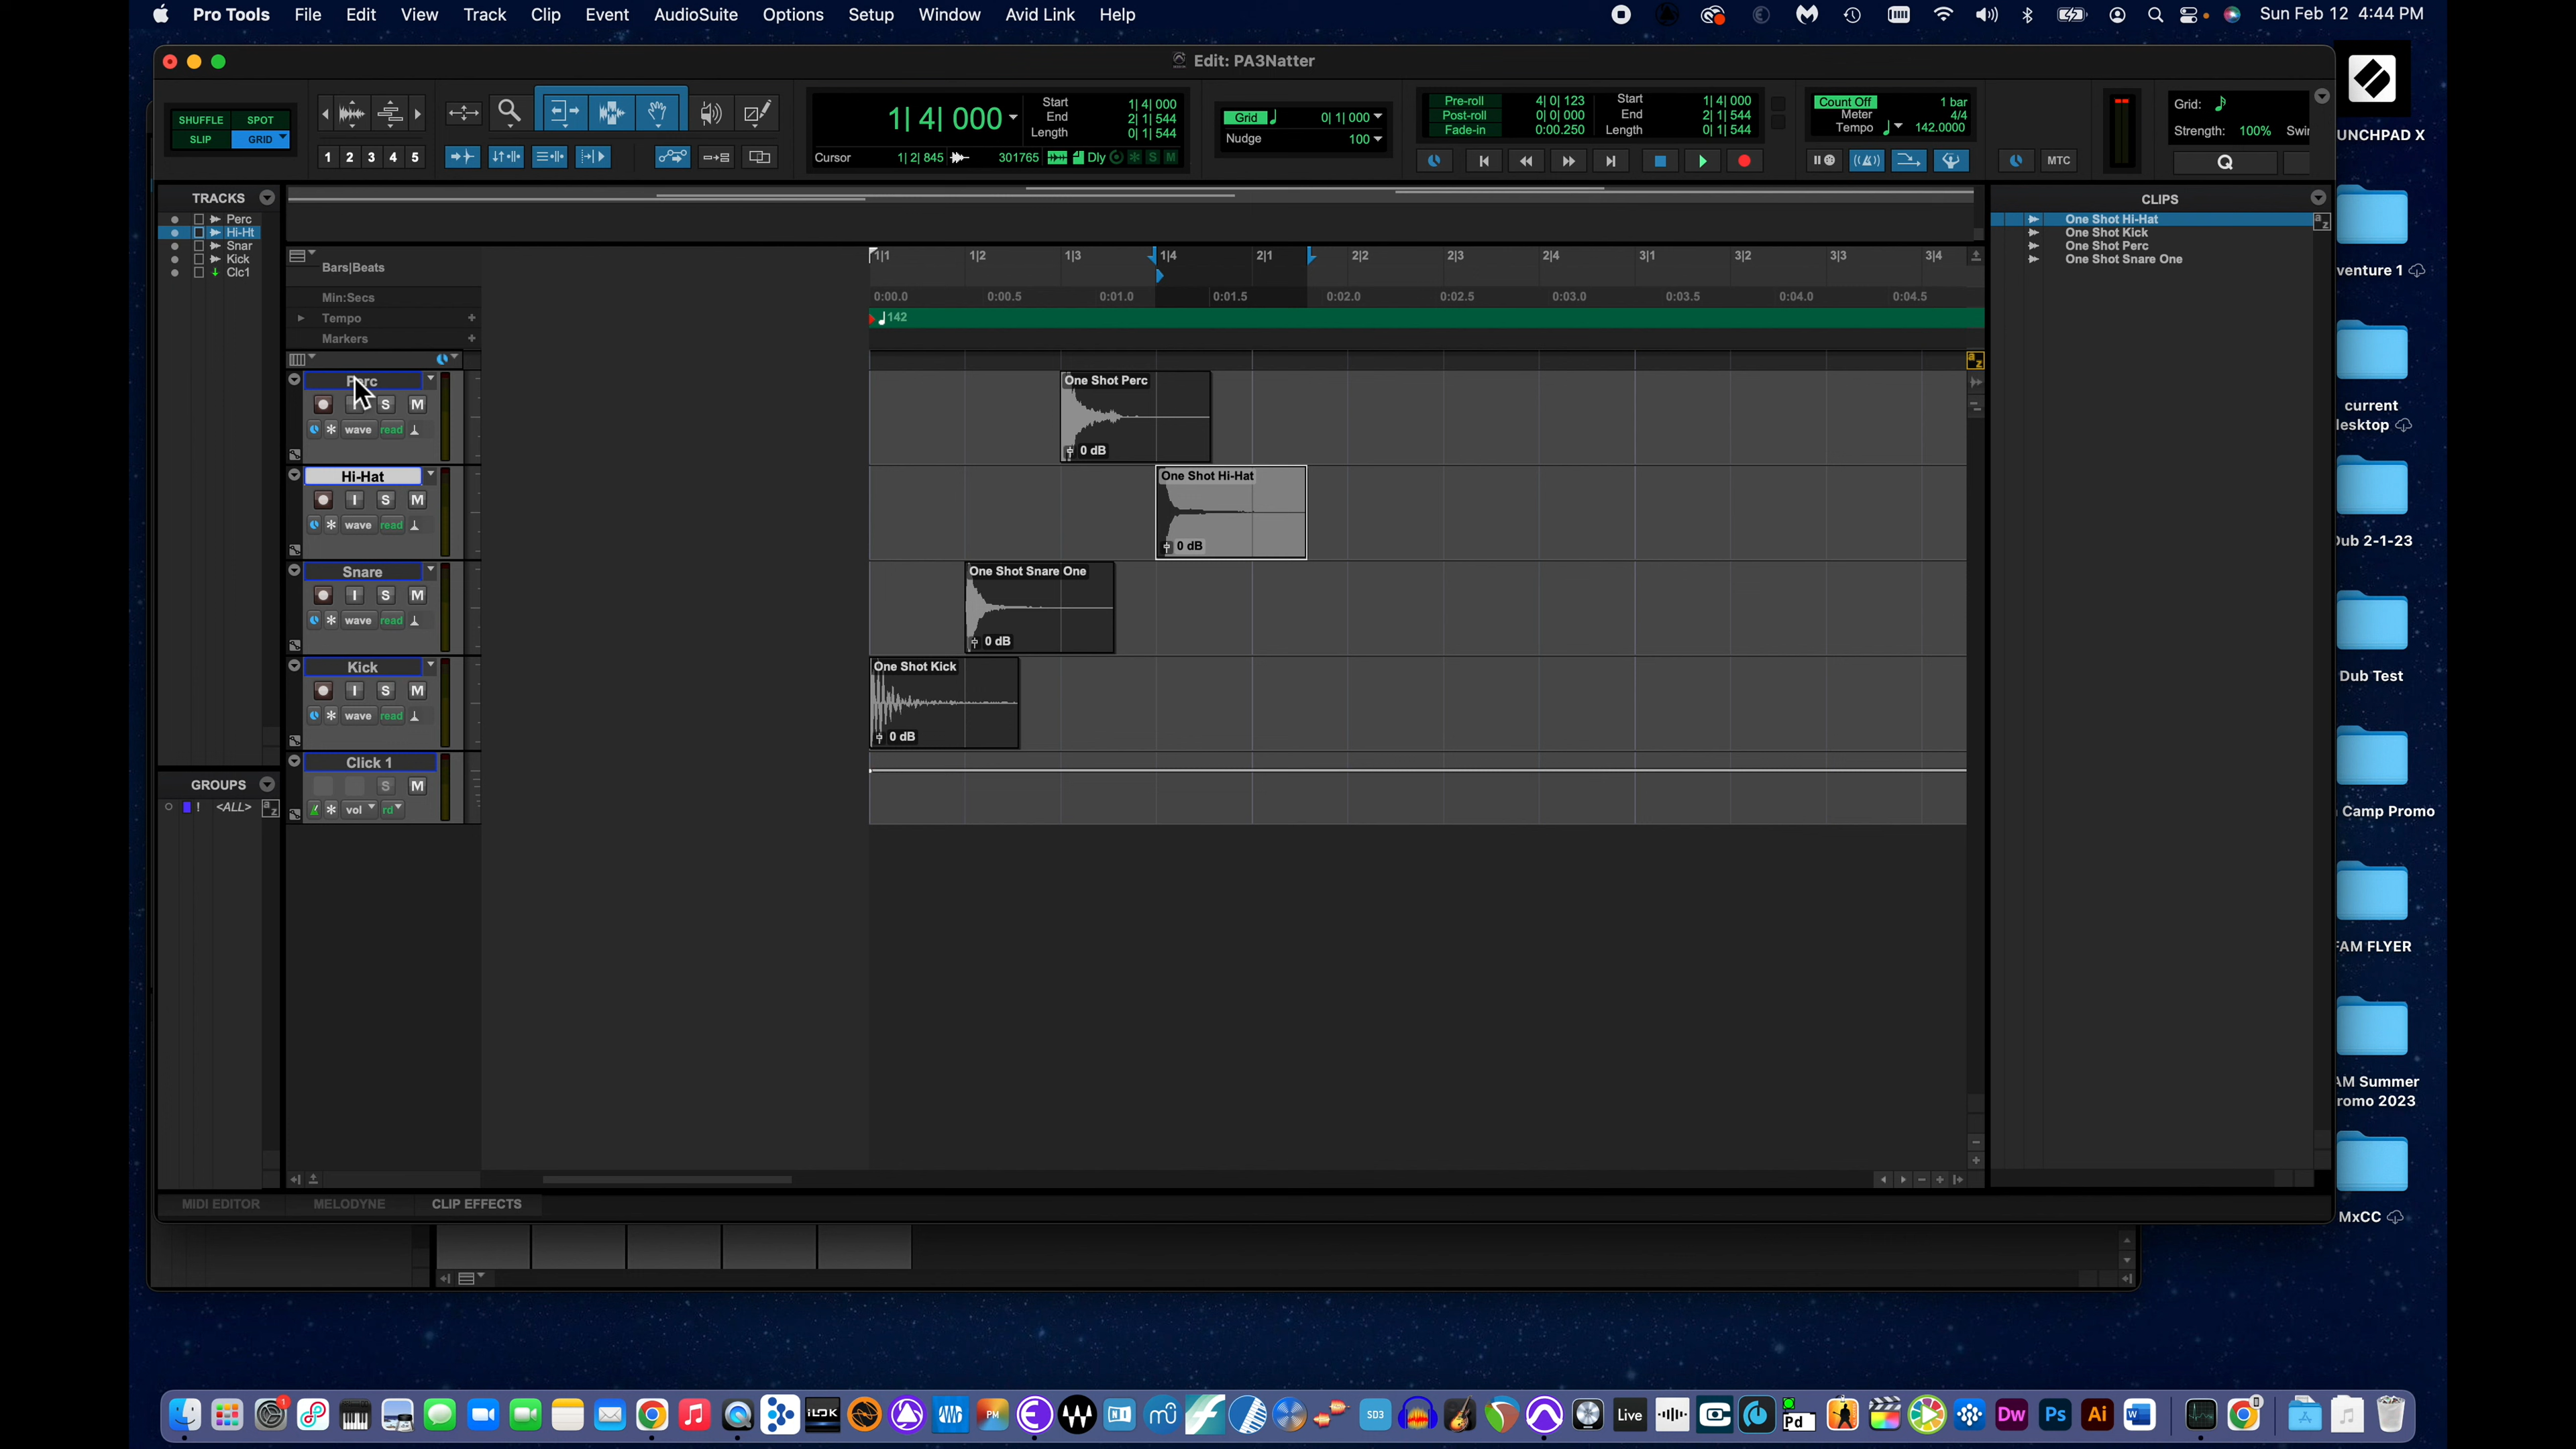 Pro Tools File Edit View Track Clip Event AudioSuite Options Setup Window Avid Link Help Sun Feb 12 4:44 PM
Edit: PA3Natter
SHUFFLE SPOT
SLIP GRID
1 2 3 4 5
1| 4| 000
Start 1| 4| 000
End 2| 1| 544
Length 0| 1| 544
Cursor 1| 2| 845 301765 Dly S M
Grid 0| 1| 000
Nudge 100
Pre-roll 4| 0| 123
Post-roll 0| 0| 000
Fade-in 0:00.250
Start 1| 4| 000
End 2| 1| 544
Length 0| 1| 544
Count Off 1 bar
Meter 4/4
Tempo 142.0000
MTC
Grid:
Strength: 100% Swi
Q
UNCHPAD X
TRACKS
Perc
Hi-Ht
Snar
Kick
Clc1
CLIPS
One Shot Hi-Hat
One Shot Kick
One Shot Perc
One Shot Snare One
Bars|Beats
1|1 1|2 1|3 1|4 2|1 2|2 2|3 2|4 3|1 3|2 3|3 3|4
Min:Secs
0:00.0 0:00.5 0:01.0 0:01.5 0:02.0 0:02.5 0:03.0 0:03.5 0:04.0 0:04.5
Tempo
142
Markers
Perc
I S M
wave read
One Shot Perc
0 dB
Hi-Hat
I S M
wave read
One Shot Hi-Hat
0 dB
Snare
I S M
wave read
One Shot Snare One
0 dB
Kick
I S M
wave read
One Shot Kick
0 dB
Click 1
S M
vol rd
GROUPS
! <ALL>
MIDI EDITOR MELODYNE CLIP EFFECTS
venture 1
current
lesktop
Dub 2-1-23
Dub Test
Camp Promo
FAM FLYER
AM Summer
romo 2023
MxCC
1
iLOK
PM
SD3
Live
Pd
Dw
Ps
Ai
W